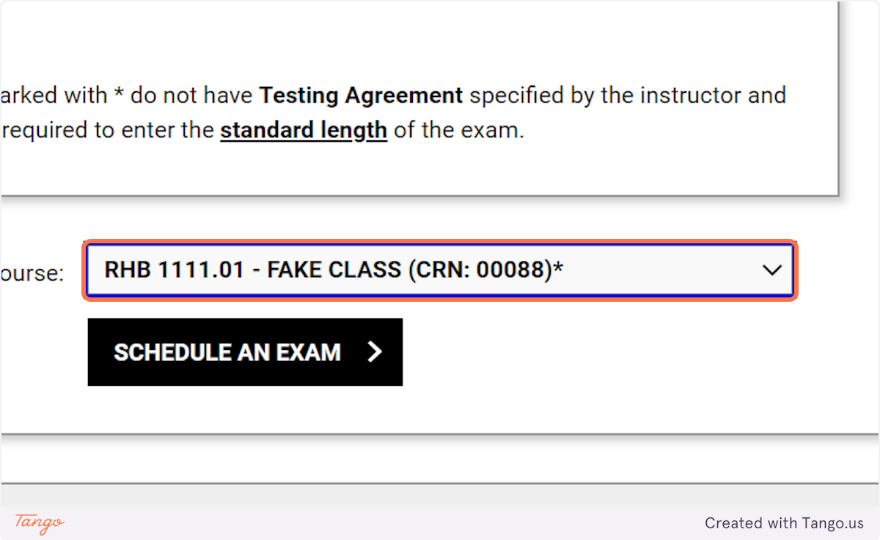 arked with * do not have Testing Agreement specified by the instructor and
required to enter the standard length of the exam.
ourse: RHB 1111.01 - FAKE CLASS (CRN: 00088)*
SCHEDULE AN EXAM
Tango
Created with Tango.us